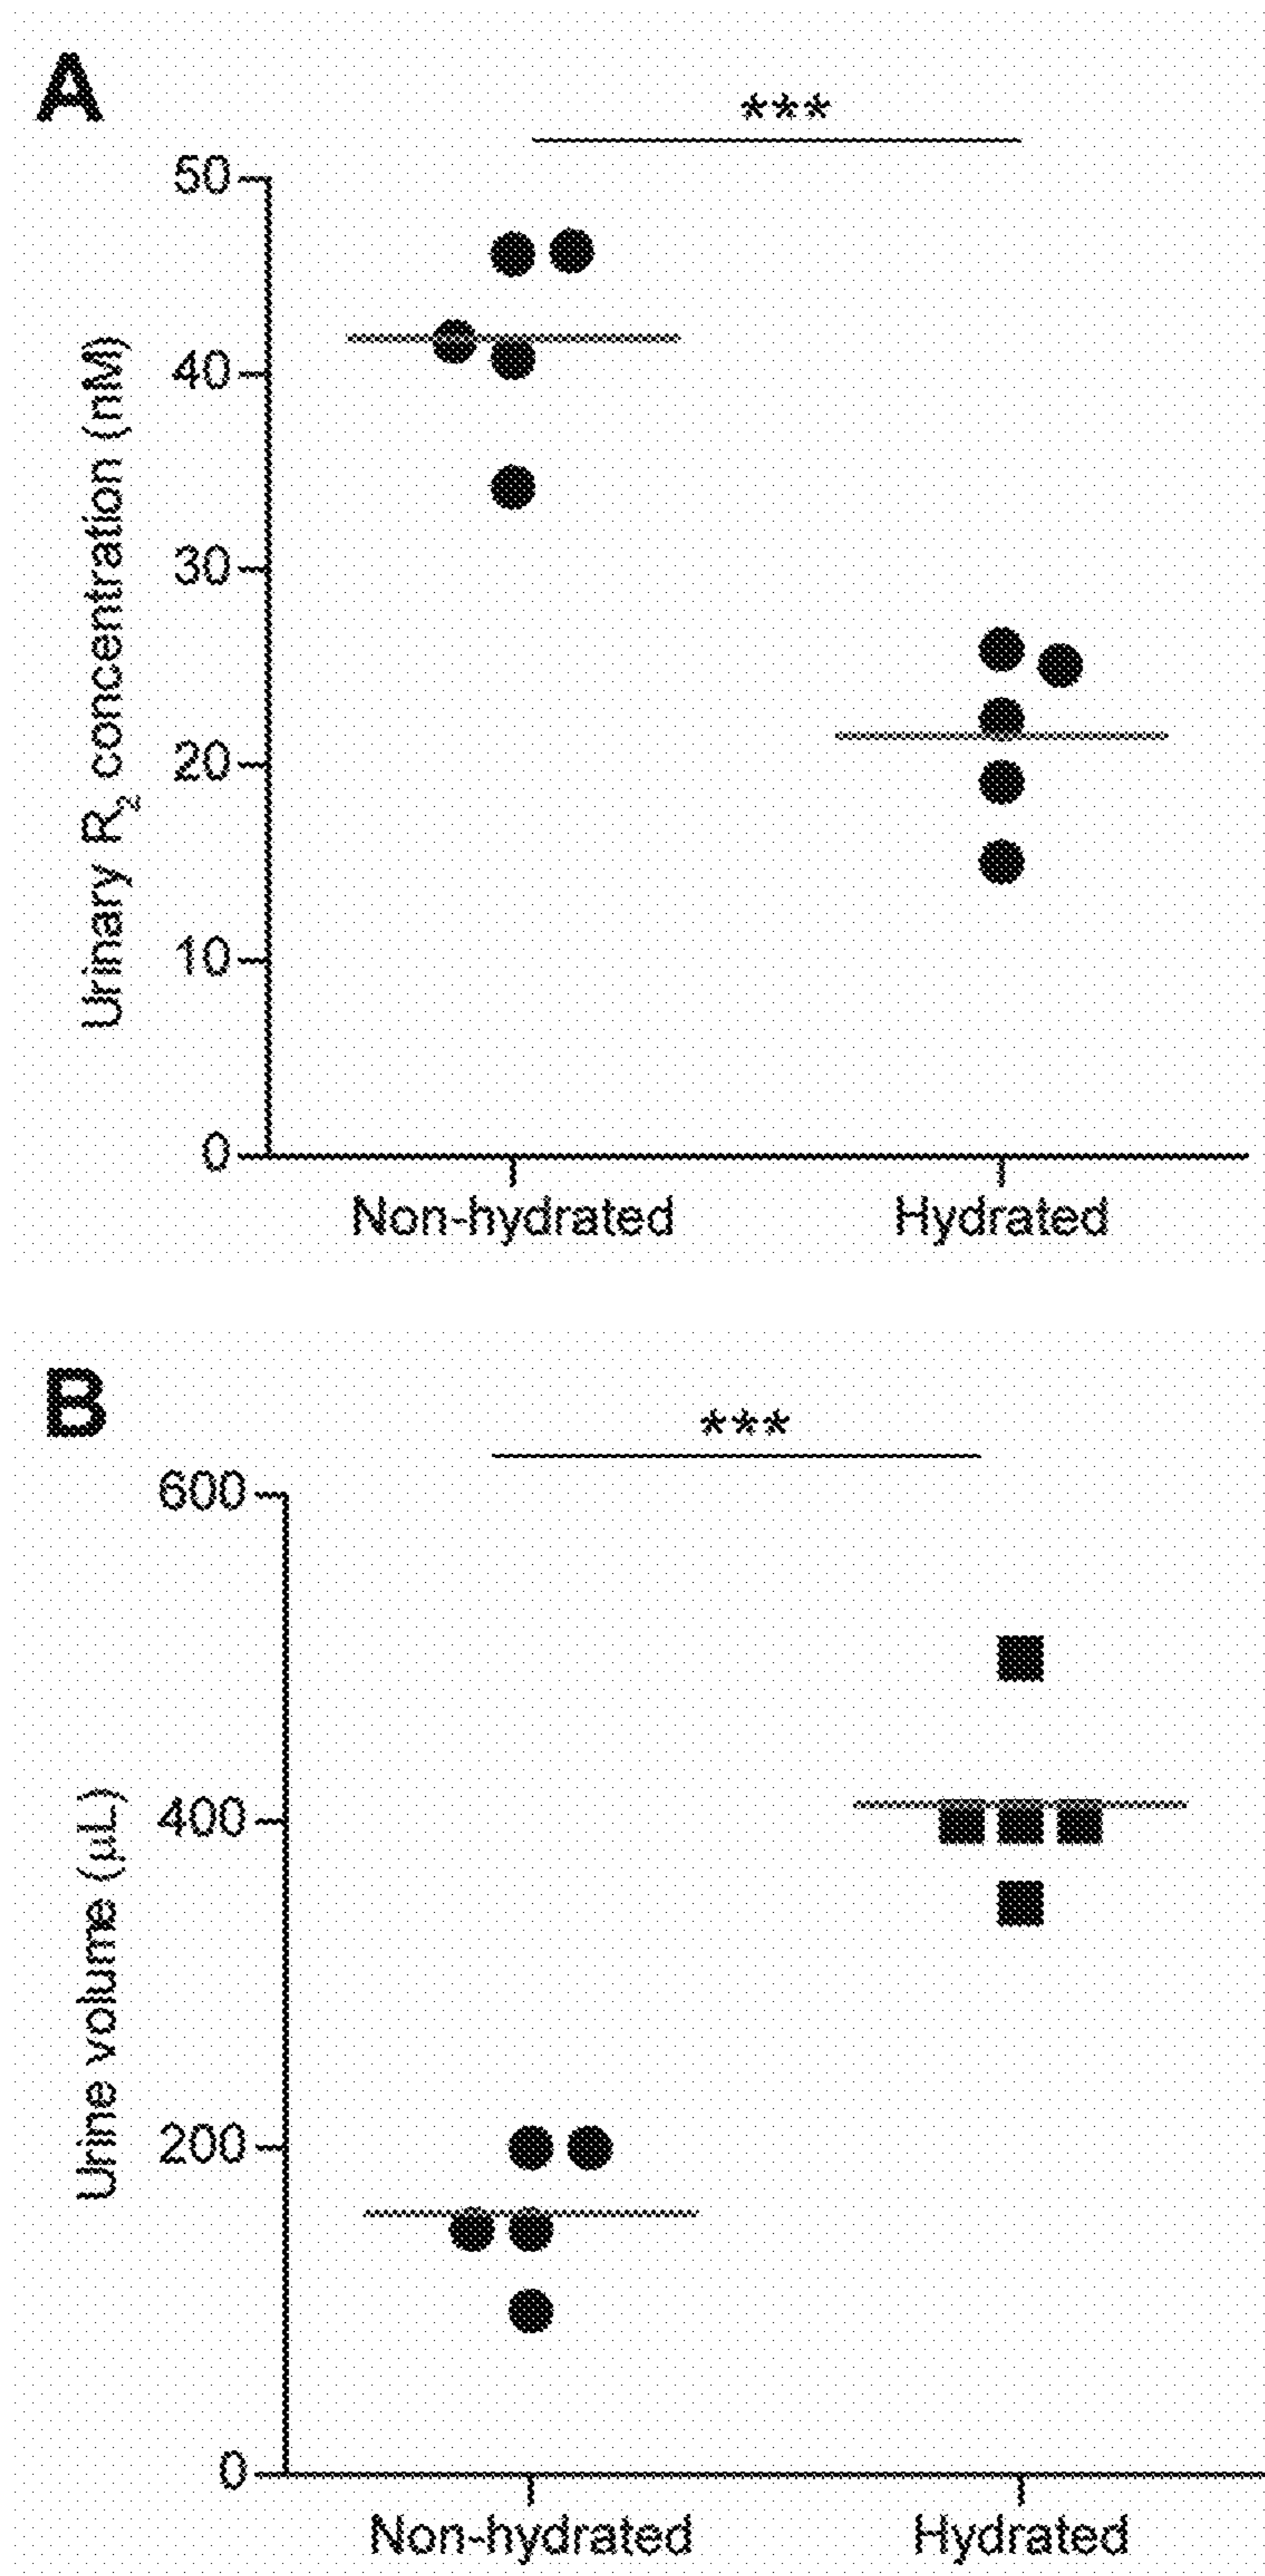 A
***
50
40
30
20
10
0
Urinary R₂ concentration (nM)
Non-hydrated Hydrated
B
***
600
400
200
0
Urine volume (µL)
Non-hydrated Hydrated